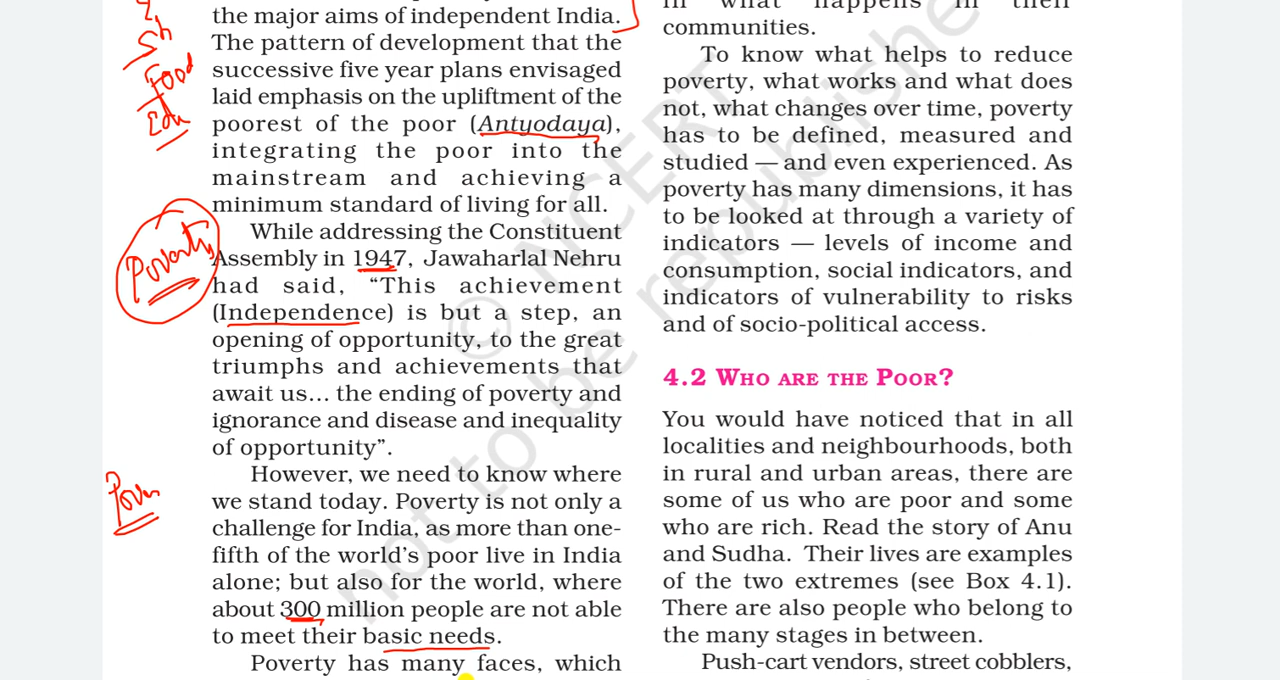 Sh
Food
Edu
Poverty
Pover
the major aims of independent India.
The pattern of development that the
successive five year plans envisaged
laid emphasis on the upliftment of the
poorest of the poor (Antyodaya),
integrating the poor into the
mainstream and achieving a
minimum standard of living for all.
While addressing the Constituent
Assembly in 1947, Jawaharlal Nehru
had said, “This achievement
(Independence) is but a step, an
opening of opportunity, to the great
triumphs and achievements that
await us… the ending of poverty and
ignorance and disease and inequality
of opportunity”.
However, we need to know where
we stand today. Poverty is not only a
challenge for India, as more than one-
fifth of the world’s poor live in India
alone; but also for the world, where
about 300 million people are not able
to meet their basic needs.
Poverty has many faces, which
in what happens in their
communities.
To know what helps to reduce
poverty, what works and what does
not, what changes over time, poverty
has to be defined, measured and
studied — and even experienced. As
poverty has many dimensions, it has
to be looked at through a variety of
indicators — levels of income and
consumption, social indicators, and
indicators of vulnerability to risks
and of socio-political access.
4.2 WHO ARE THE POOR?
You would have noticed that in all
localities and neighbourhoods, both
in rural and urban areas, there are
some of us who are poor and some
who are rich. Read the story of Anu
and Sudha. Their lives are examples
of the two extremes (see Box 4.1).
There are also people who belong to
the many stages in between.
Push-cart vendors, street cobblers,
© NCERT
not to be republishe